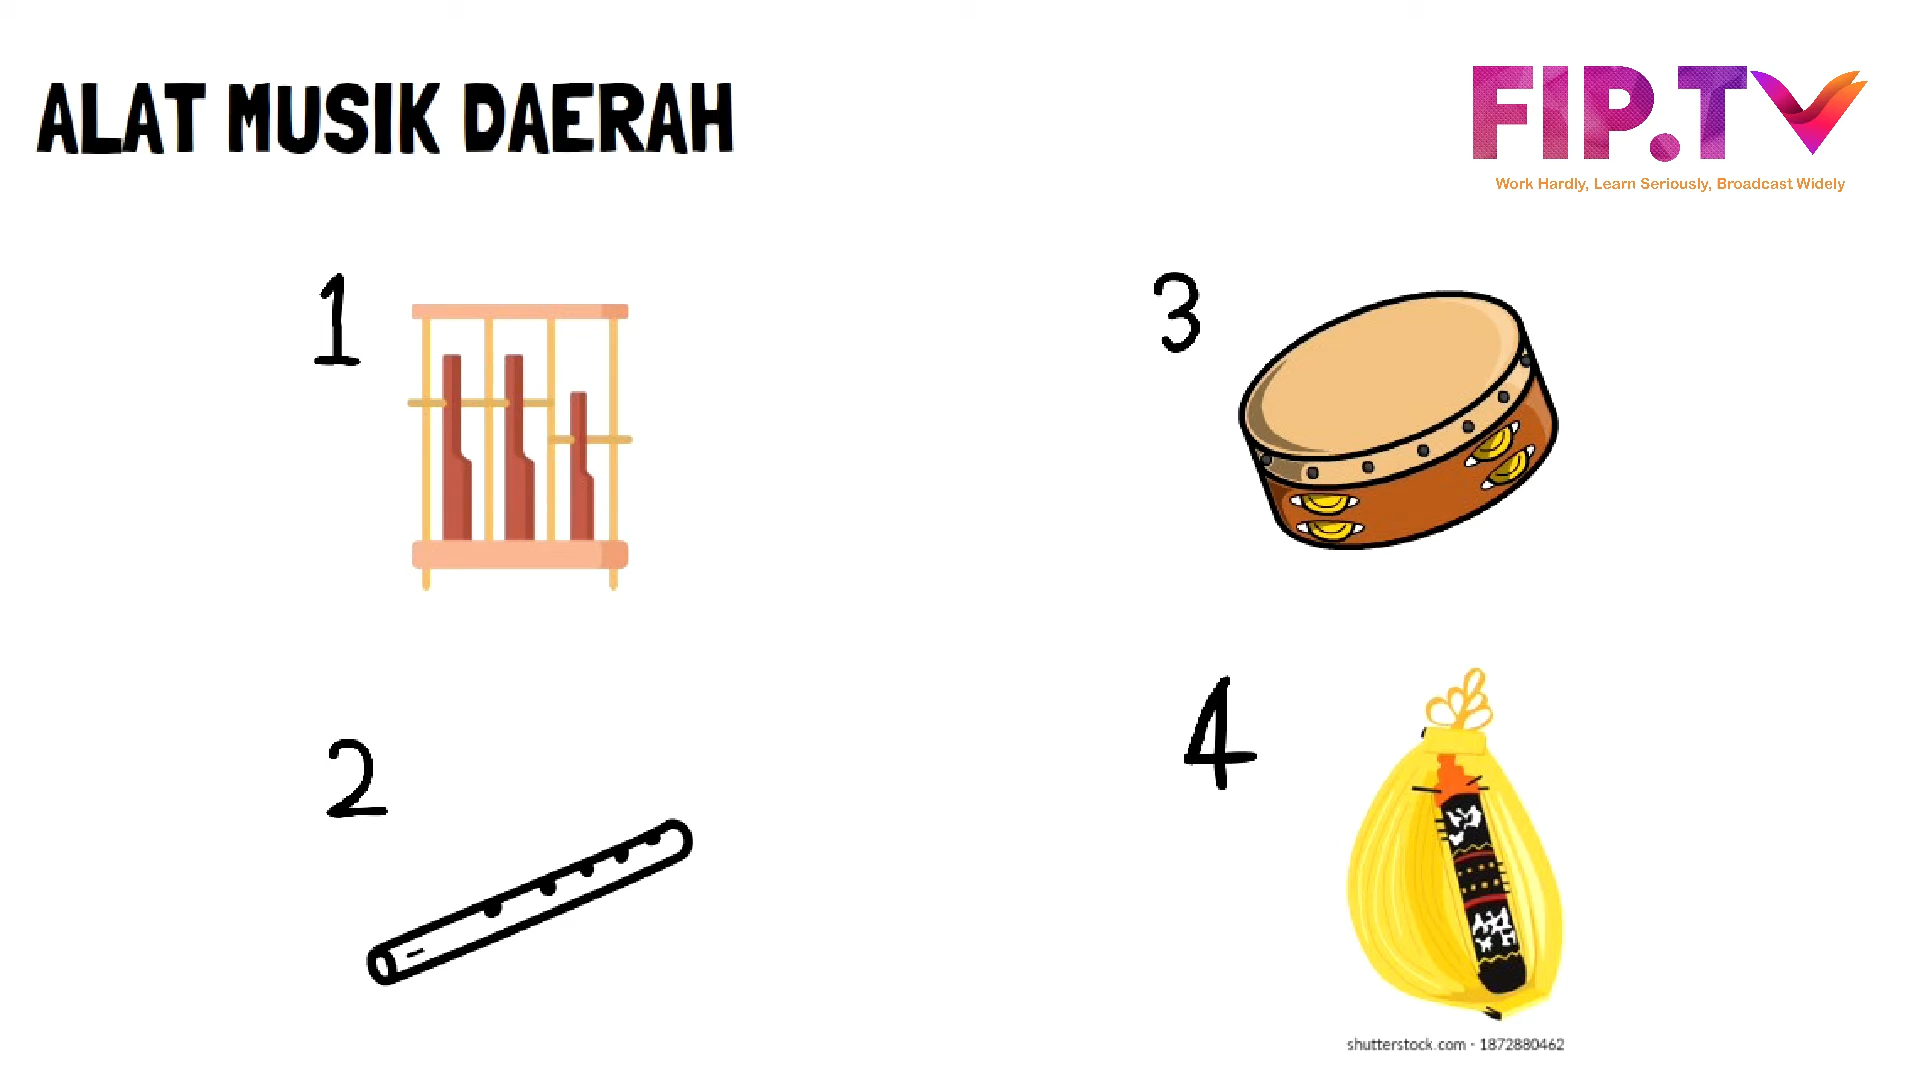 ALAT MUSIK DAERAH
FIP.TV
Work Hardly, Learn Seriously, Broadcast Widely
1
3
2
4
shutterstock.com · 1872880462